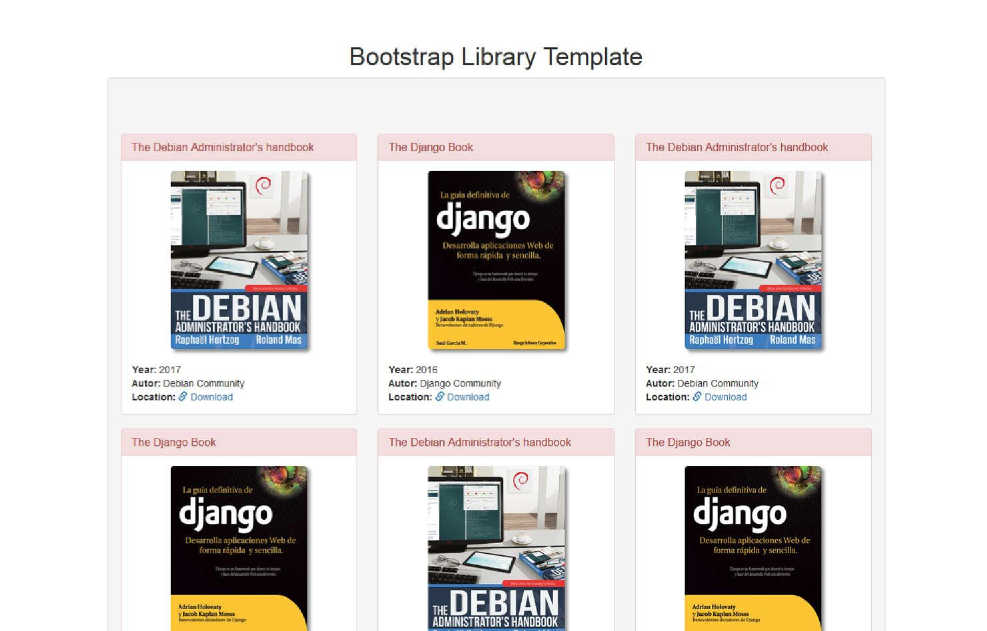 Bootstrap Library Template
The Debian Administrator's handbook
THE DEBIAN
ADMINISTRATOR'S HANDBOOK
Raphaël Hertzog Roland Mas
Year: 2017
Autor: Debian Community
Location: Download
The Django Book
La guía definitiva de
django
Desarrolla aplicaciones Web de
forma rápida y sencilla.
Adrian Holovaty
y Jacob Kaplan Moss
Saul Garcia M.
Year: 2016
Autor: Django Community
Location: Download
The Debian Administrator's handbook
THE DEBIAN
ADMINISTRATOR'S HANDBOOK
Raphaël Hertzog Roland Mas
Year: 2017
Autor: Debian Community
Location: Download
The Django Book
La guía definitiva de
django
Desarrolla aplicaciones Web de
forma rápida y sencilla.
Adrian Holovaty
y Jacob Kaplan Moss
The Debian Administrator's handbook
THE DEBIAN
ADMINISTRATOR'S HANDBOOK
The Django Book
La guía definitiva de
django
Desarrolla aplicaciones Web de
forma rápida y sencilla.
Adrian Holovaty
y Jacob Kaplan Moss